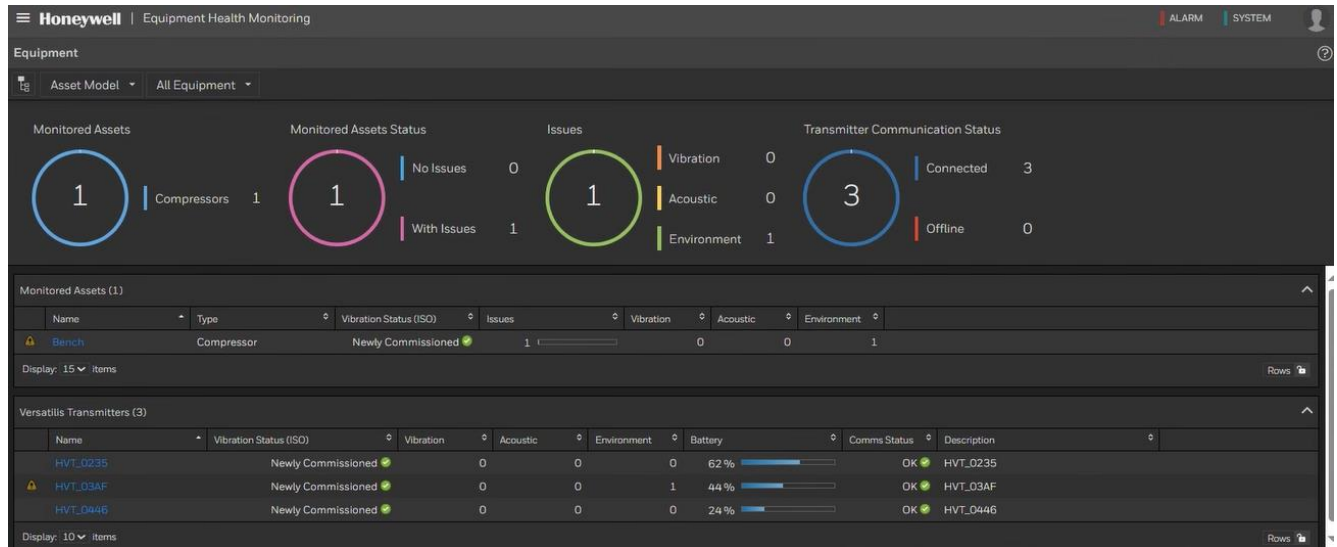 Honeywell | Equipment Health Monitoring
ALARM
SYSTEM
Equipment
Asset Model
All Equipment
Monitored Assets
1
Compressors 1
Monitored Assets Status
1
No Issues 0
With Issues 1
Issues
1
Vibration 0
Acoustic 0
Environment 1
Transmitter Communication Status
3
Connected 3
Offline 0
Monitored Assets (1)
Name Type Vibration Status (ISO) Issues Vibration Acoustic Environment
Bench Compressor Newly Commissioned 1 0 0 1
Display: 15 items Rows
Versatilis Transmitters (3)
Name Vibration Status (ISO) Vibration Acoustic Environment Battery Comms Status Description
HVT_0235 Newly Commissioned 0 0 0 62% OK HVT_0235
HVT_03AF Newly Commissioned 0 0 1 44% OK HVT_03AF
HVT_0446 Newly Commissioned 0 0 0 24% OK HVT_0446
Display: 10 items Rows